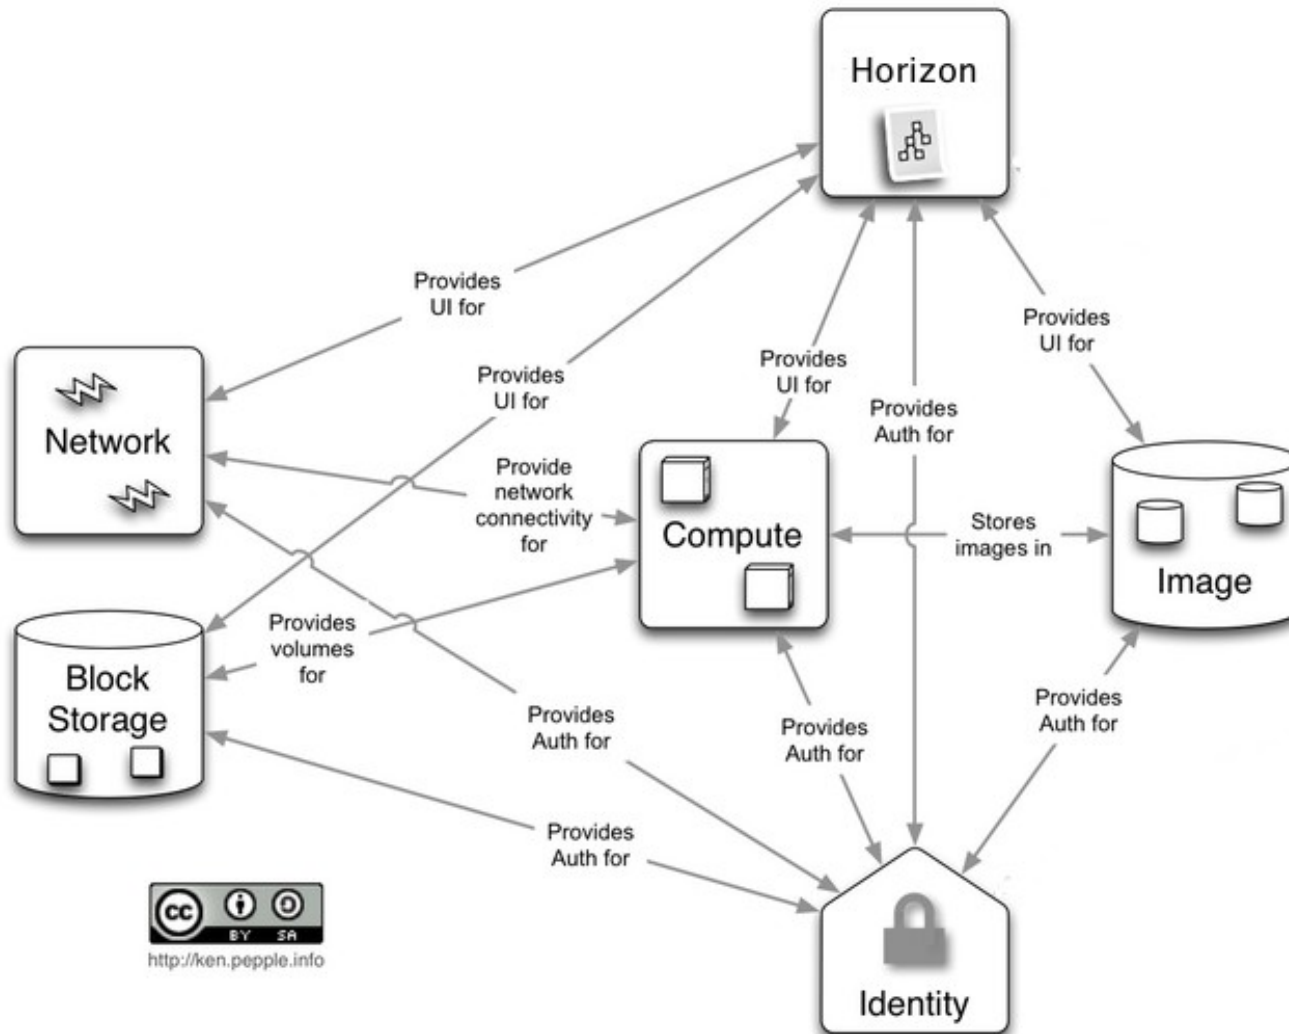 Horizon
Provides
UI for
Provides
UI for
Provides
UI for
Provides
UI for
Provides
Auth for
Network
Provide
network
connectivity
for
Compute
Stores
images in
Image
Provides
volumes
for
Block
Storage
Provides
Auth for
Provides
Auth for
Provides
Auth for
Provides
Auth for
Identity
cc
BY SA
http://ken.pepple.info